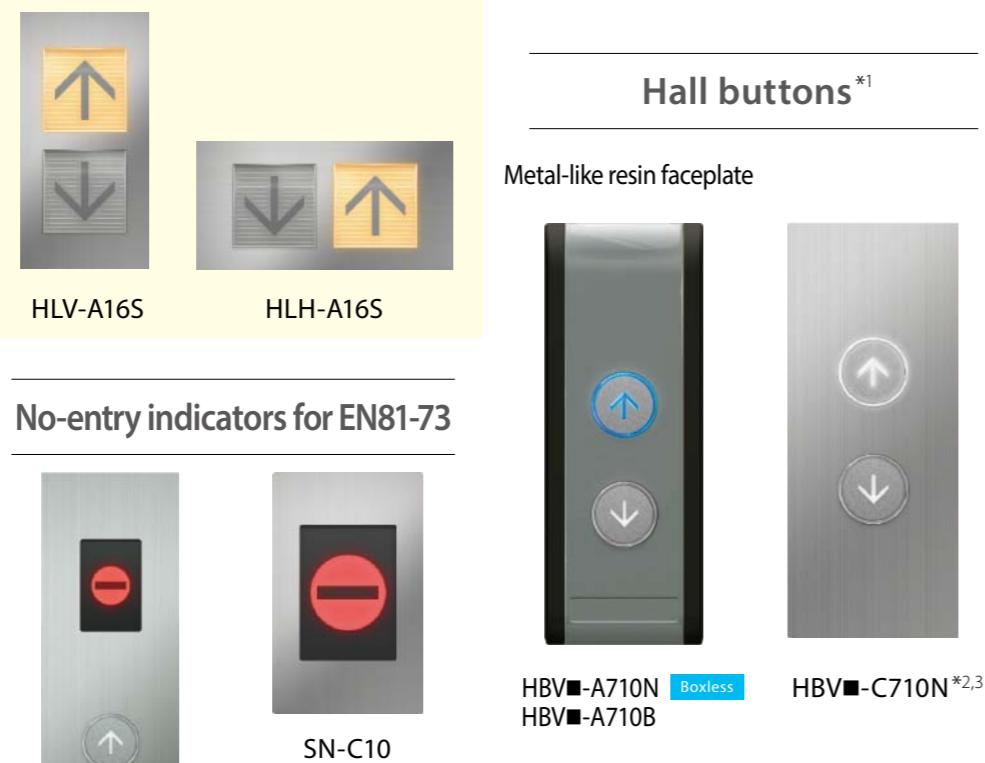 HLV-A16S
HLH-A16S
No-entry indicators for EN81-73
SN-C10
Hall buttons*1
Metal-like resin faceplate
HBV■-A710N Boxless
HBV■-A710B
HBV■-C710N*2,3